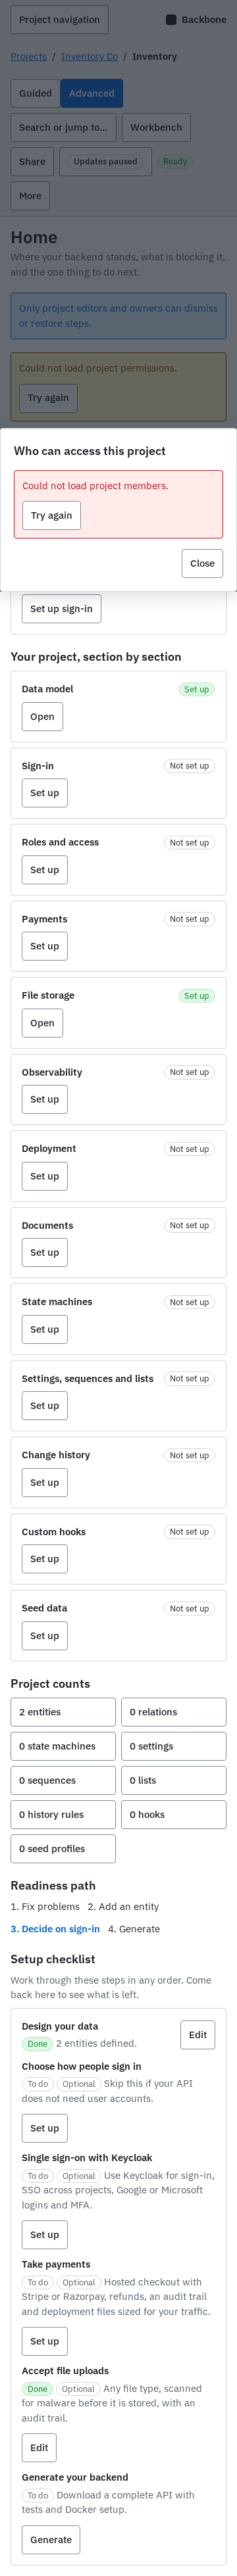 Project navigation
Backbone
Projects / Inventory Co / Inventory
Guided Advanced
Search or jump to... Workbench
Share Updates paused Ready
More
Home
Where your backend stands, what is blocking it,
and the one thing to do next.
Only project editors and owners can dismiss
or restore steps.
Could not load project permissions.
Try again
Who can access this project
Could not load project members.
Try again
Close
Set up sign-in
Your project, section by section
Data model Set up
Open
Sign-in Not set up
Set up
Roles and access Not set up
Set up
Payments Not set up
Set up
File storage Set up
Open
Observability Not set up
Set up
Deployment Not set up
Set up
Documents Not set up
Set up
State machines Not set up
Set up
Settings, sequences and lists Not set up
Set up
Change history Not set up
Set up
Custom hooks Not set up
Set up
Seed data Not set up
Set up
Project counts
2 entities 0 relations
0 state machines 0 settings
0 sequences 0 lists
0 history rules 0 hooks
0 seed profiles
Readiness path
1. Fix problems 2. Add an entity
3. Decide on sign-in 4. Generate
Setup checklist
Work through these steps in any order. Come
back here to see what is left.
Design your data
Done 2 entities defined.
Edit
Choose how people sign in
To do Optional Skip this if your API
does not need user accounts.
Set up
Single sign-on with Keycloak
To do Optional Use Keycloak for sign-in,
SSO across projects, Google or Microsoft
logins and MFA.
Set up
Take payments
To do Optional Hosted checkout with
Stripe or Razorpay, refunds, an audit trail
and deployment files sized for your traffic.
Set up
Accept file uploads
Done Optional Any file type, scanned
for malware before it is stored, with an
audit trail.
Edit
Generate your backend
To do Download a complete API with
tests and Docker setup.
Generate